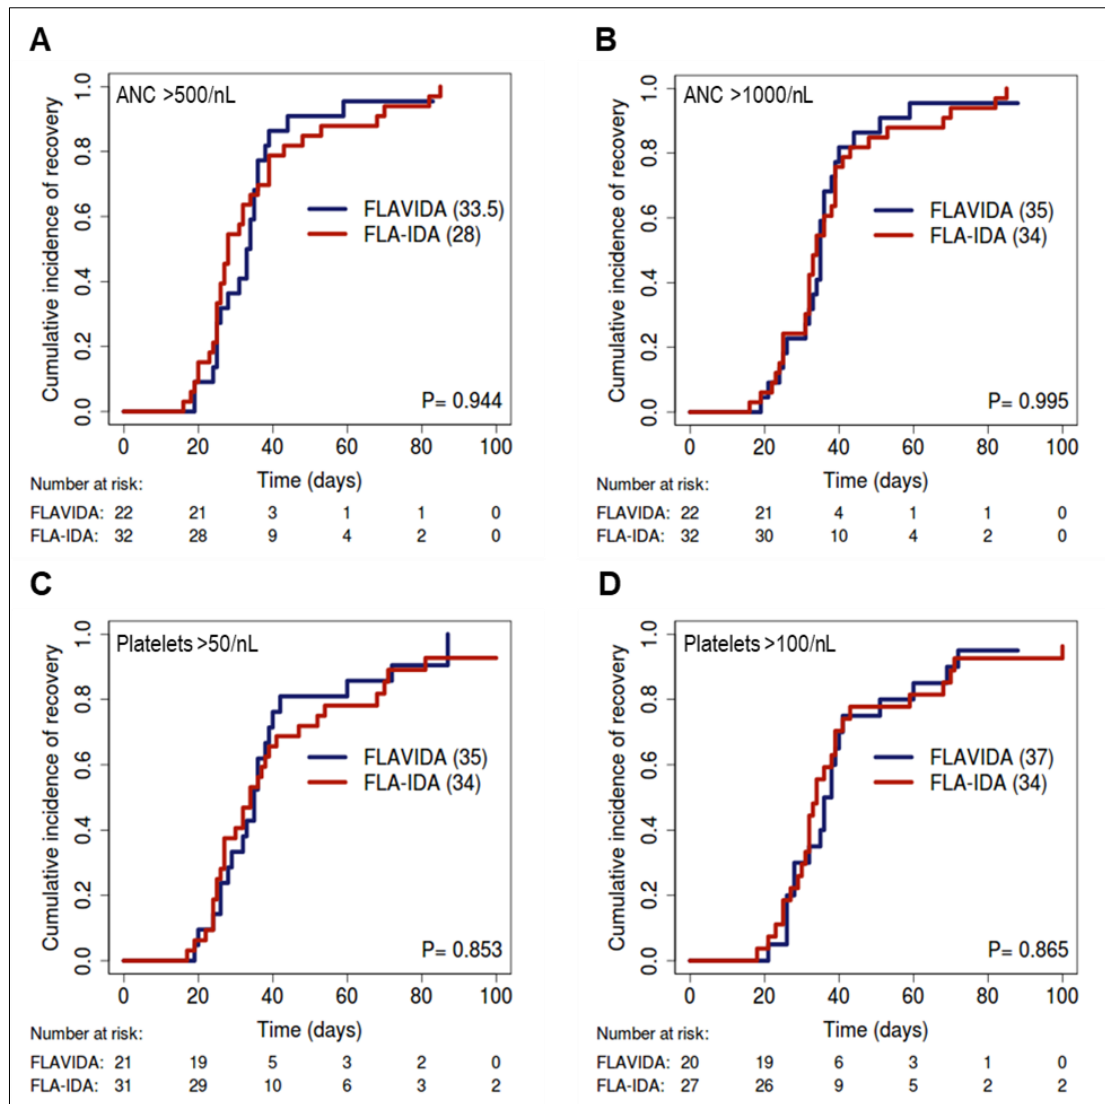 A
ANC >500/nL
Cumulative incidence of recovery
0.0 0.2 0.4 0.6 0.8 1.0
FLAVIDA (33.5)
FLA-IDA (28)
P= 0.944
0 20 40 60 80 100
Time (days)
Number at risk:
FLAVIDA: 22 21 3 1 1 0
FLA-IDA: 32 28 9 4 2 0
B
ANC >1000/nL
Cumulative incidence of recovery
0.0 0.2 0.4 0.6 0.8 1.0
FLAVIDA (35)
FLA-IDA (34)
P= 0.995
0 20 40 60 80 100
Time (days)
Number at risk:
FLAVIDA: 22 21 4 1 1 0
FLA-IDA: 32 30 10 4 2 0
C
Platelets >50/nL
Cumulative incidence of recovery
0.0 0.2 0.4 0.6 0.8 1.0
FLAVIDA (35)
FLA-IDA (34)
P= 0.853
0 20 40 60 80 100
Time (days)
Number at risk:
FLAVIDA: 21 19 5 3 2 0
FLA-IDA: 31 29 10 6 3 2
D
Platelets >100/nL
Cumulative incidence of recovery
0.0 0.2 0.4 0.6 0.8 1.0
FLAVIDA (37)
FLA-IDA (34)
P= 0.865
0 20 40 60 80 100
Time (days)
Number at risk:
FLAVIDA: 20 19 6 3 1 0
FLA-IDA: 27 26 9 5 2 2